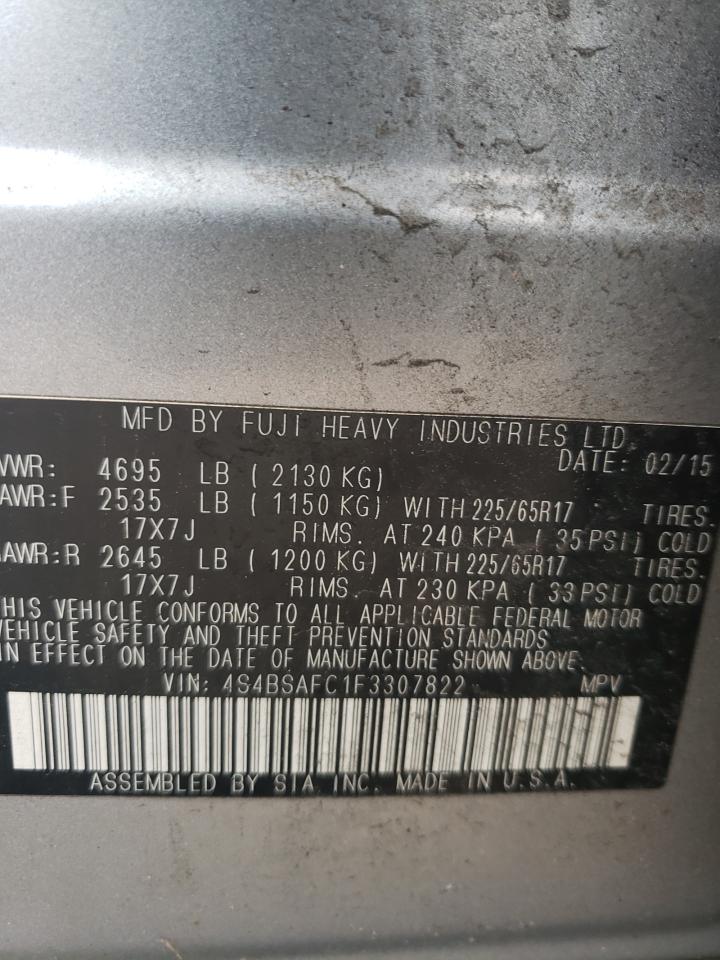 MFD BY FUJI HEAVY INDUSTRIES LTD.
DATE: 02/15
VWR: 4695 LB ( 2130 KG)
AWR:F 2535 LB ( 1150 KG) WITH 225/65R17 TIRES.
17X7J RIMS. AT 240 KPA ( 35 PSI) COLD
AWR:R 2645 LB ( 1200 KG) WITH 225/65R17 TIRES.
17X7J RIMS. AT 230 KPA ( 33 PSI) COLD
HIS VEHICLE CONFORMS TO ALL APPLICABLE FEDERAL MOTOR
VEHICLE SAFETY AND THEFT PREVENTION STANDARDS
IN EFFECT ON THE DATE OF MANUFACTURE SHOWN ABOVE.
VIN: 4S4BSAFC1F3307822 MPV
ASSEMBLED BY SIA INC. MADE IN U.S.A.